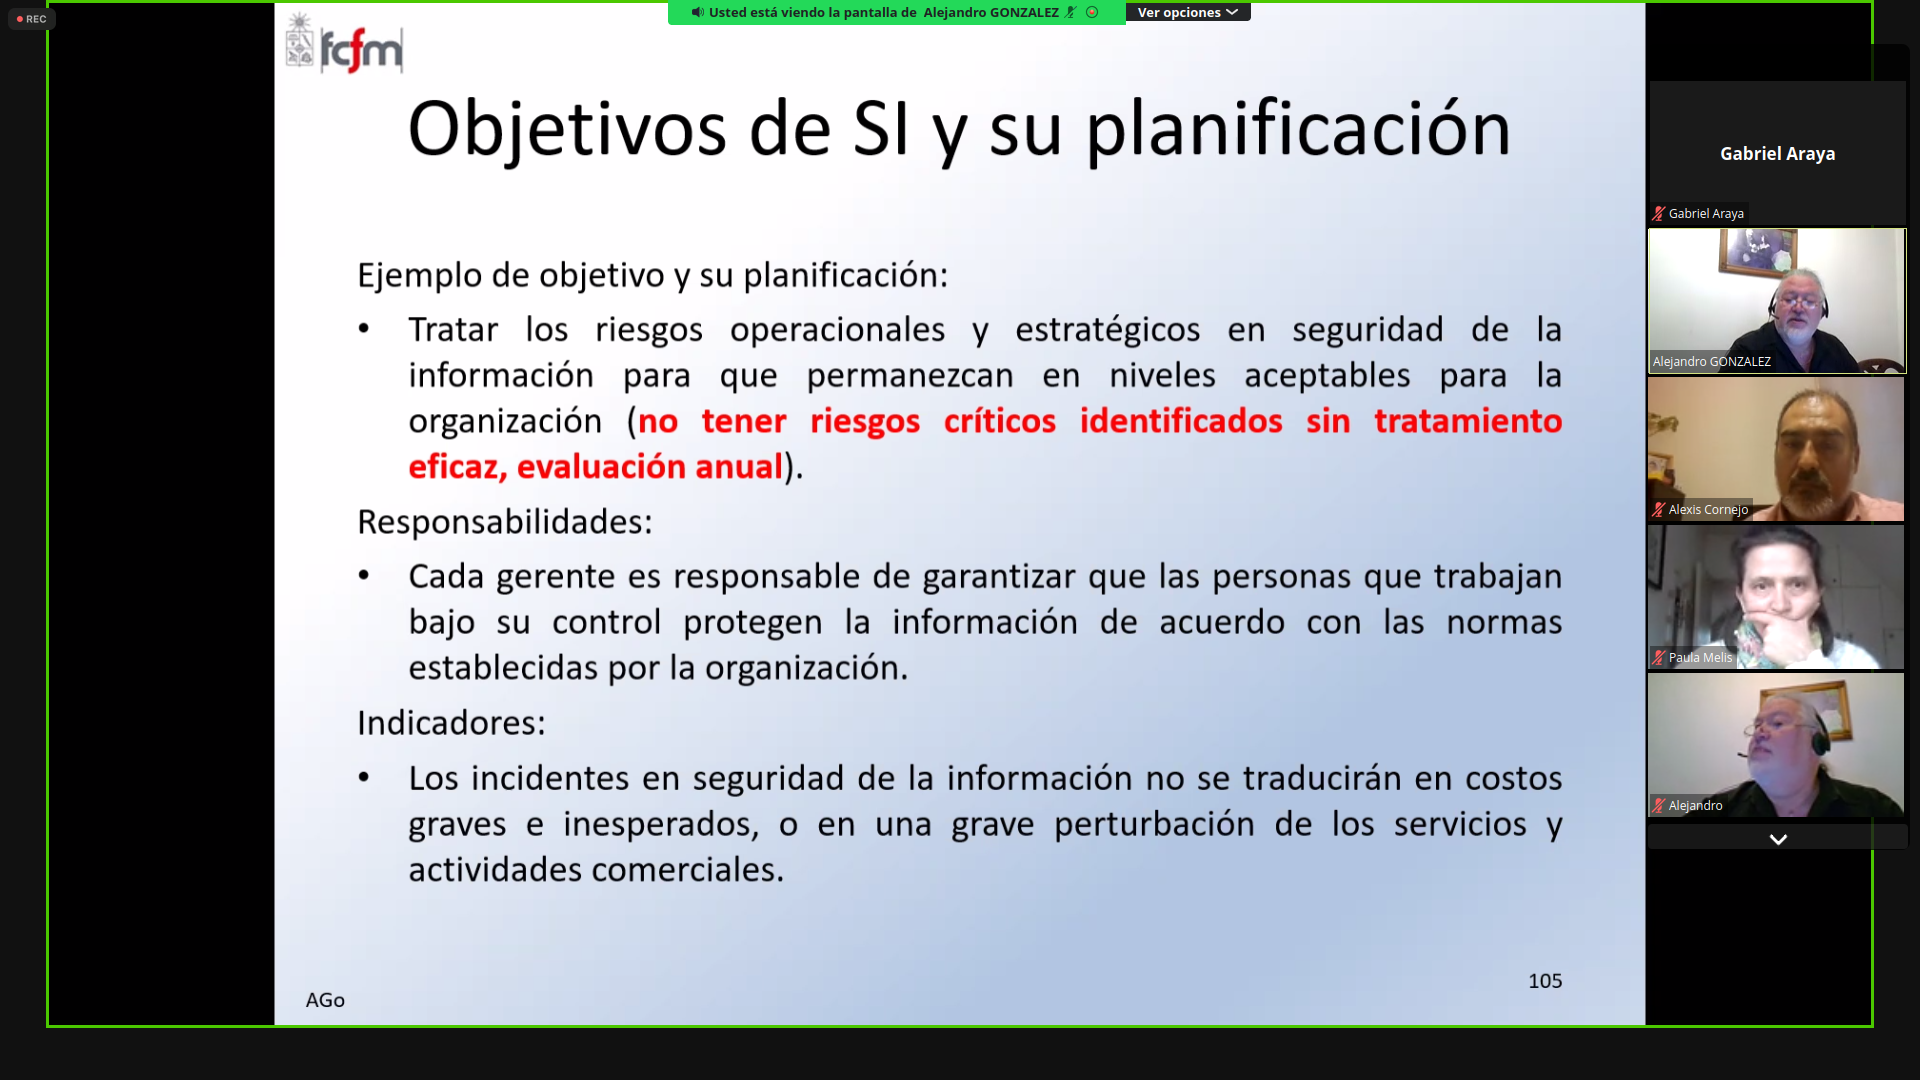 REC
Usted está viendo la pantalla de Alejandro GONZALEZ
Ver opciones
fcfm
Objetivos de SI y su planificación
Ejemplo de objetivo y su planificación:
• Tratar los riesgos operacionales y estratégicos en seguridad de la
información para que permanezcan en niveles aceptables para la
organización (no tener riesgos críticos identificados sin tratamiento
eficaz, evaluación anual).
Responsabilidades:
• Cada gerente es responsable de garantizar que las personas que trabajan
bajo su control protegen la información de acuerdo con las normas
establecidas por la organización.
Indicadores:
• Los incidentes en seguridad de la información no se traducirán en costos
graves e inesperados, o en una grave perturbación de los servicios y
actividades comerciales.
AGo
105
Gabriel Araya
Gabriel Araya
Alejandro GONZALEZ
Alexis Cornejo
Paula Melis
Alejandro